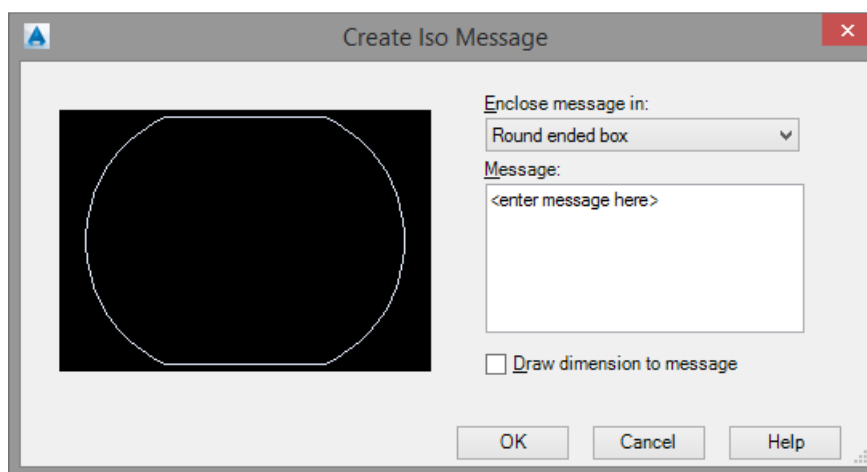 Create Iso Message
Enclose message in:
Round ended box
Message:
<enter message here>
Draw dimension to message
OK
Cancel
Help